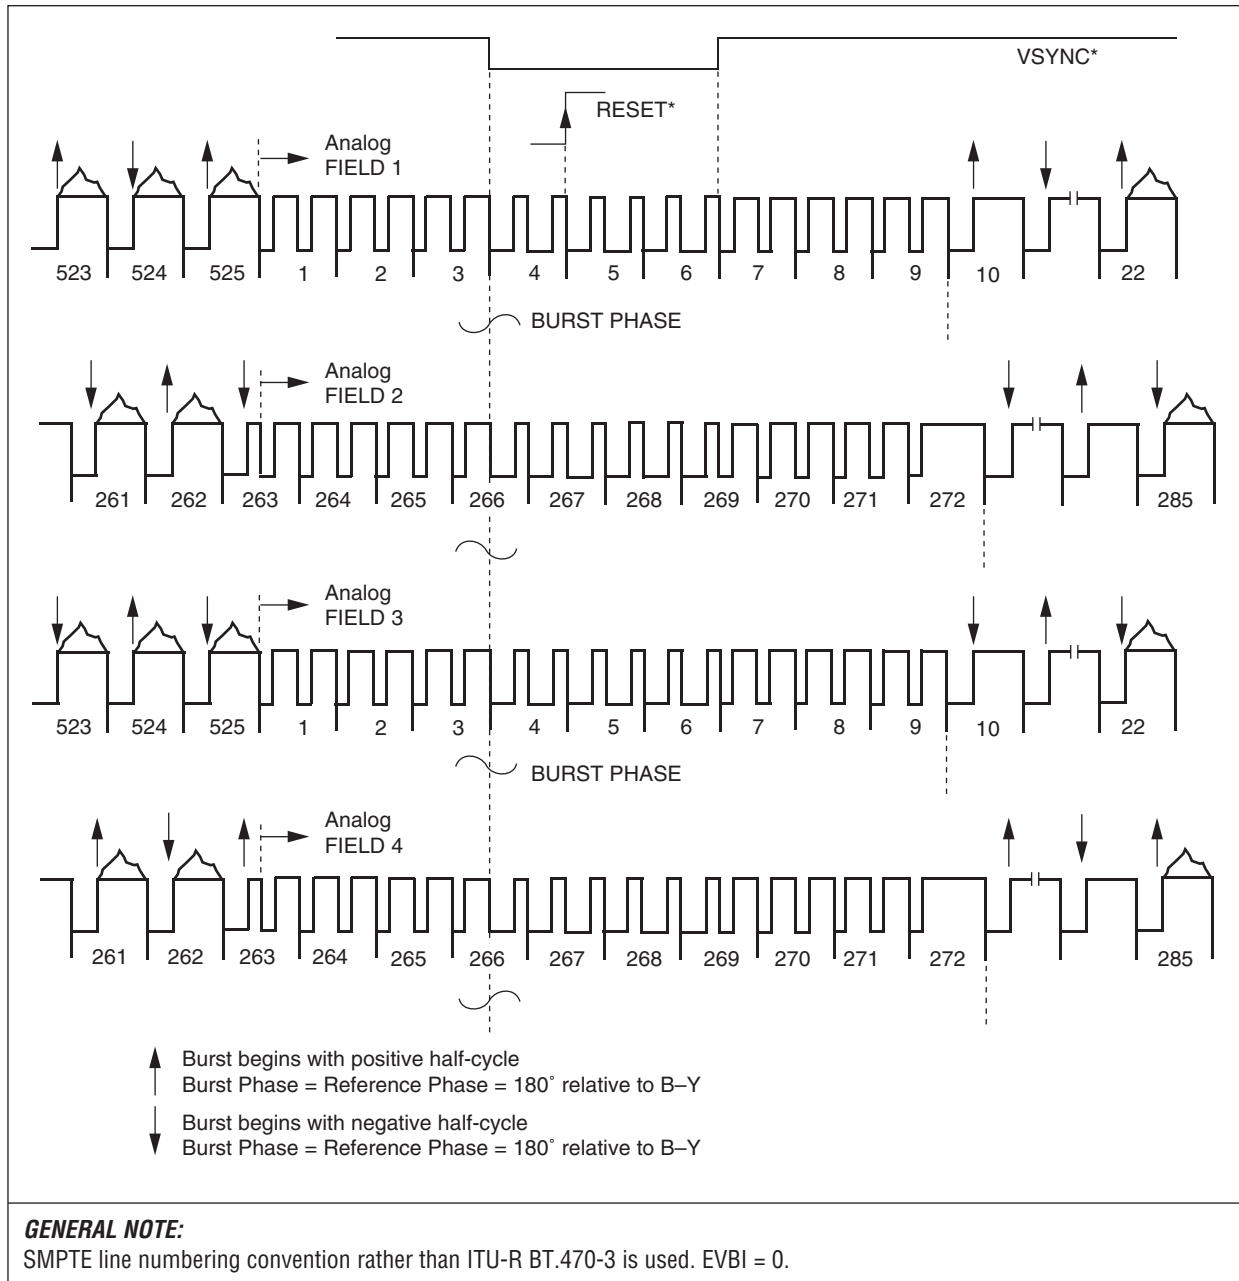 VSYNC*
RESET*
Analog
FIELD 1
523 524 525 1 2 3 4 5 6 7 8 9 10 22
BURST PHASE
Analog
FIELD 2
261 262 263 264 265 266 267 268 269 270 271 272 285
Analog
FIELD 3
523 524 525 1 2 3 4 5 6 7 8 9 10 22
BURST PHASE
Analog
FIELD 4
261 262 263 264 265 266 267 268 269 270 271 272 285
Burst begins with positive half-cycle
Burst Phase = Reference Phase = 180˚ relative to B–Y
Burst begins with negative half-cycle
Burst Phase = Reference Phase = 180˚ relative to B–Y
GENERAL NOTE:
SMPTE line numbering convention rather than ITU-R BT.470-3 is used. EVBI = 0.